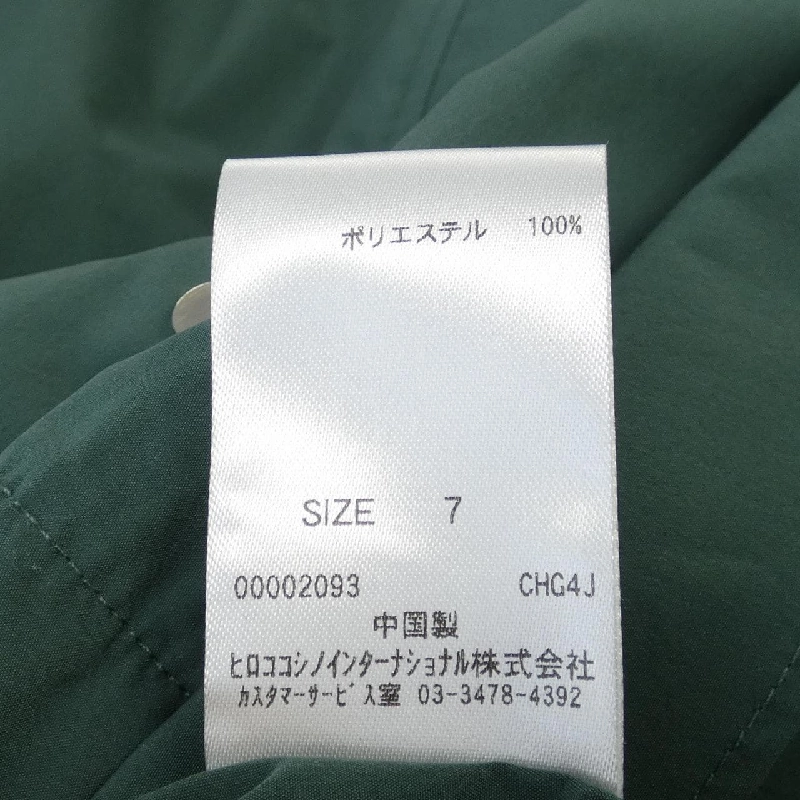 ポリエステル 100%
SIZE 7
00002093 CHG4J
中国製
ヒロココシノインターナショナル株式会社
カスタマーサービス室 03-3478-4392